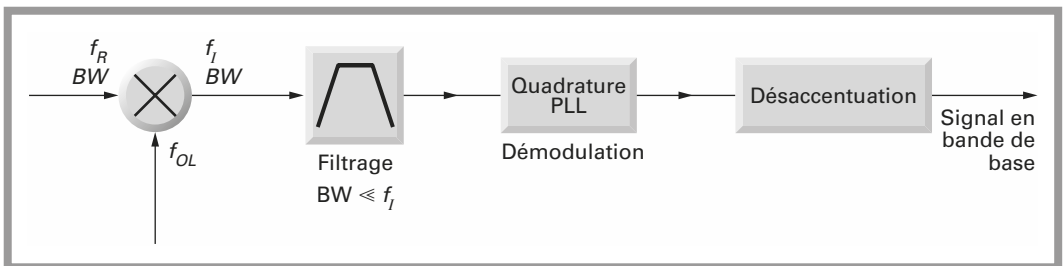 f_R
BW
f_I
BW
f_OL
Filtrage
BW ≪ f_I
Quadrature
PLL
Démodulation
Désaccentuation
Signal en
bande de
base